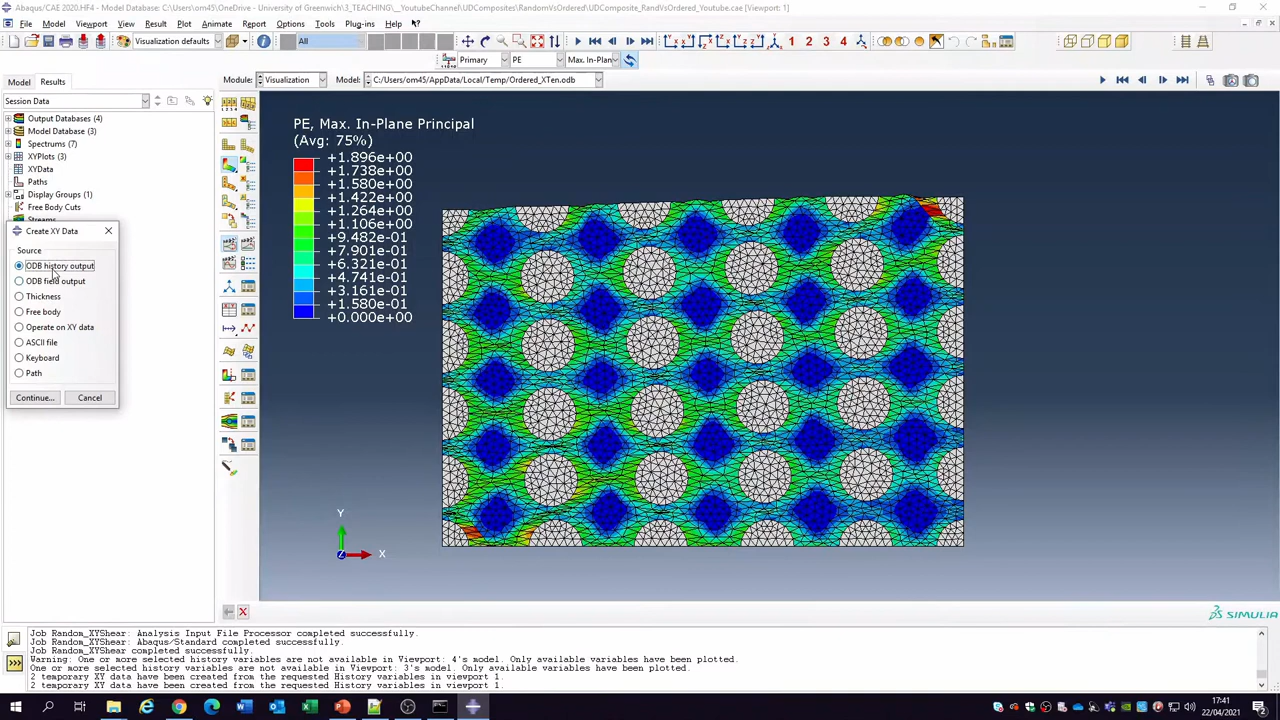 Abaqus/CAE 2020.HF4 - Model Database: C:\Users\om45\OneDrive - University of Greenwich\3_TEACHING\__YoutubeChannel\UDComposites\RandomVsOrdered\UDComposite_RandVsOrdered_Youtube.cae [Viewport: 1]
File Model Viewport View Result Plot Animate Report Options Tools Plug-ins Help
Visualization defaults All 1 2 3 4
Primary PE Max. In-Plan
Model Results
Module: Visualization Model: C:/Users/om45/AppData/Local/Temp/Ordered_XTen.odb
Session Data
Output Databases (4)
Model Database (3)
Spectrums (7)
XYPlots (3)
XYData
Paths
Display Groups (1)
Free Body Cuts
Streams
Create XY Data
Source
ODB history output
ODB field output
Thickness
Free body
Operate on XY data
ASCII file
Keyboard
Path
Continue... Cancel
PE, Max. In-Plane Principal
(Avg: 75%)
+1.896e+00
+1.738e+00
+1.580e+00
+1.422e+00
+1.264e+00
+1.106e+00
+9.482e-01
+7.901e-01
+6.321e-01
+4.741e-01
+3.161e-01
+1.580e-01
+0.000e+00
Y
Z X
SIMULIA
Job Random_XYShear: Analysis Input File Processor completed successfully.
Job Random_XYShear: Abaqus/Standard completed successfully.
Job Random_XYShear completed successfully.
Warning: One or more selected history variables are not available in Viewport: 4's model. Only available variables have been plotted.
One or more selected history variables are not available in Viewport: 3's model. Only available variables have been plotted.
2 temporary XY data have been created from the requested History variables in viewport 1.
2 temporary XY data have been created from the requested History variables in viewport 1.
17:41
22/04/2021